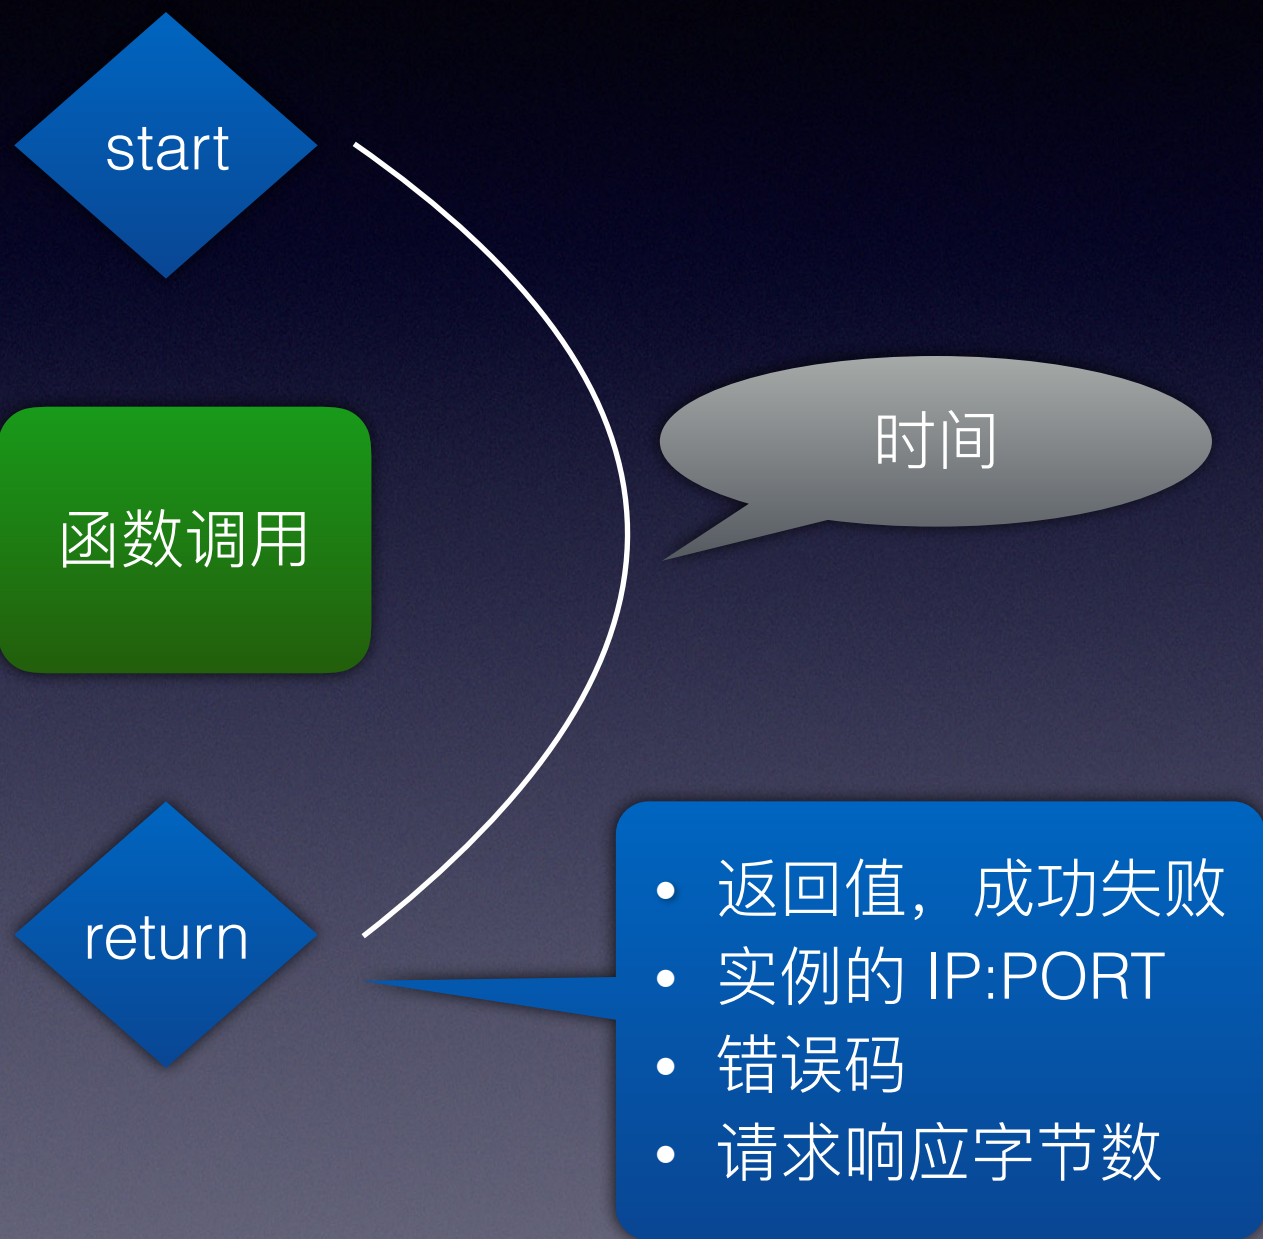 start
时间
函数调用
return
• 返回值，成功失败
• 实例的 IP:PORT
• 错误码
• 请求响应字节数